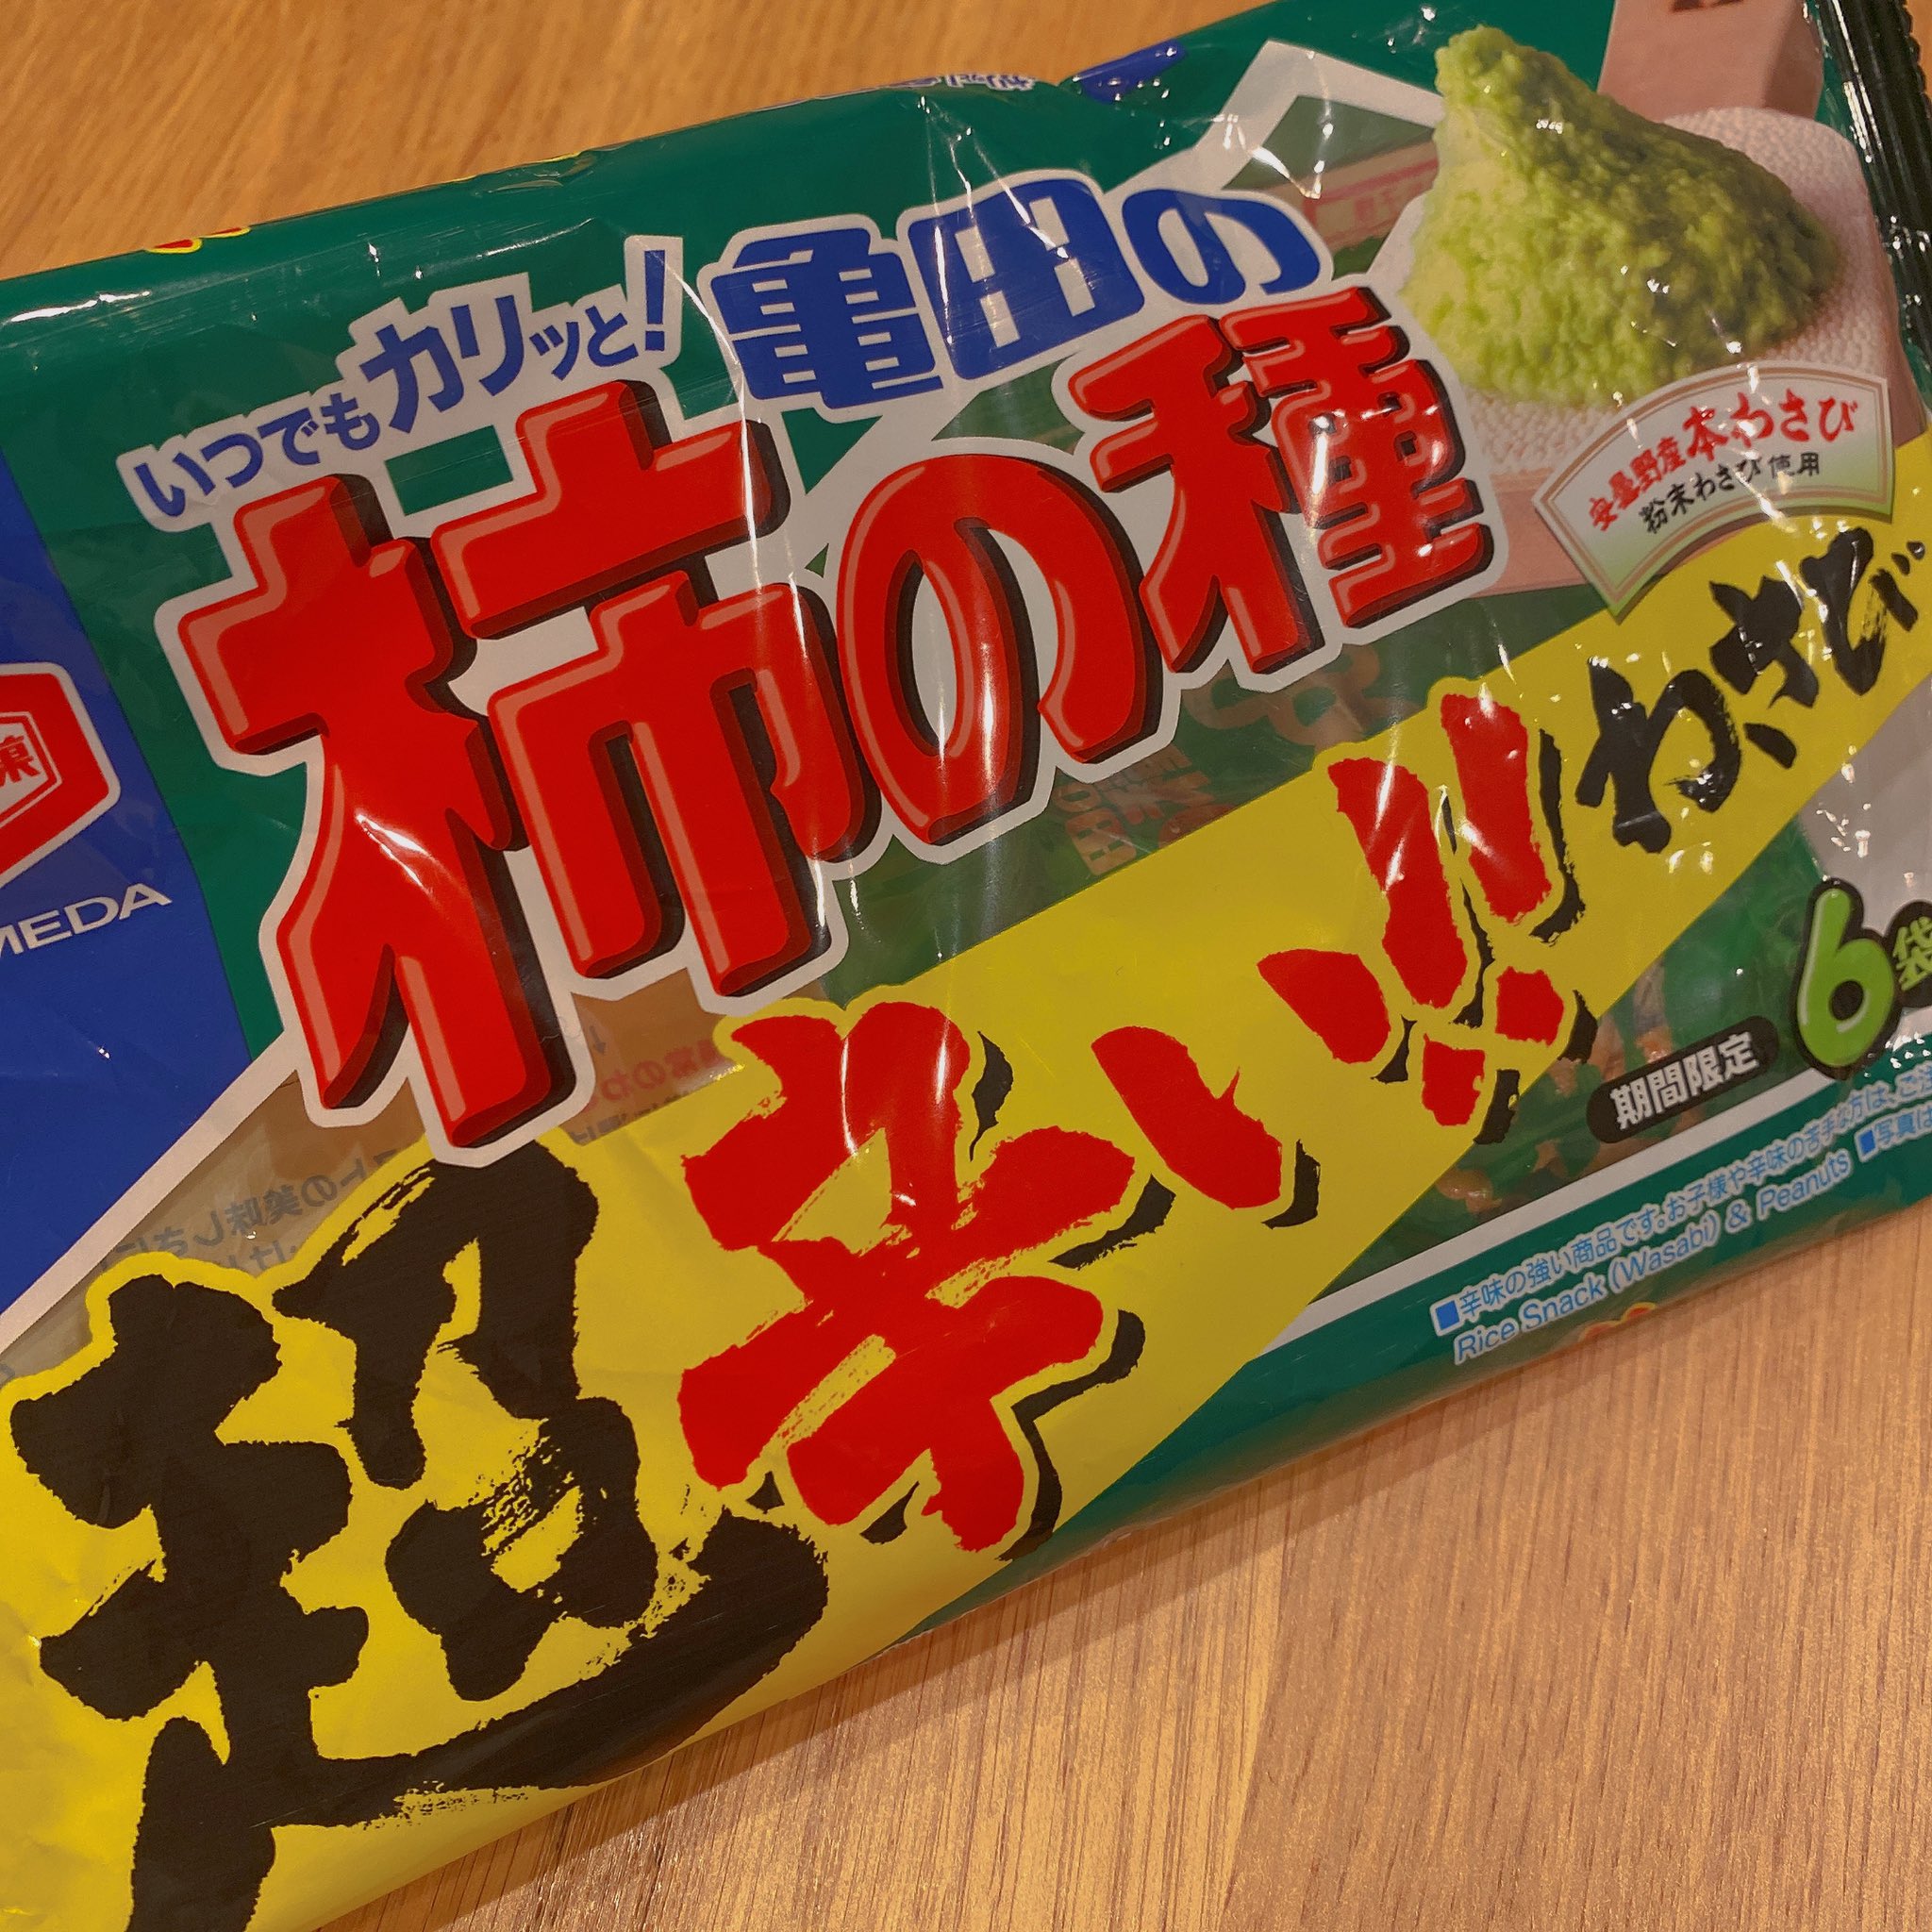 いつでもカリッと!
亀田の
柿の種
安曇野産本わさび
粉末わさび使用
超辛い!!!
わさび
6袋
期間限定
菓
MEDA
■辛味の強い商品です。お子様や辛味の苦手な方は、ご注
■写真は
Rice Snack (Wasabi) & Peanuts